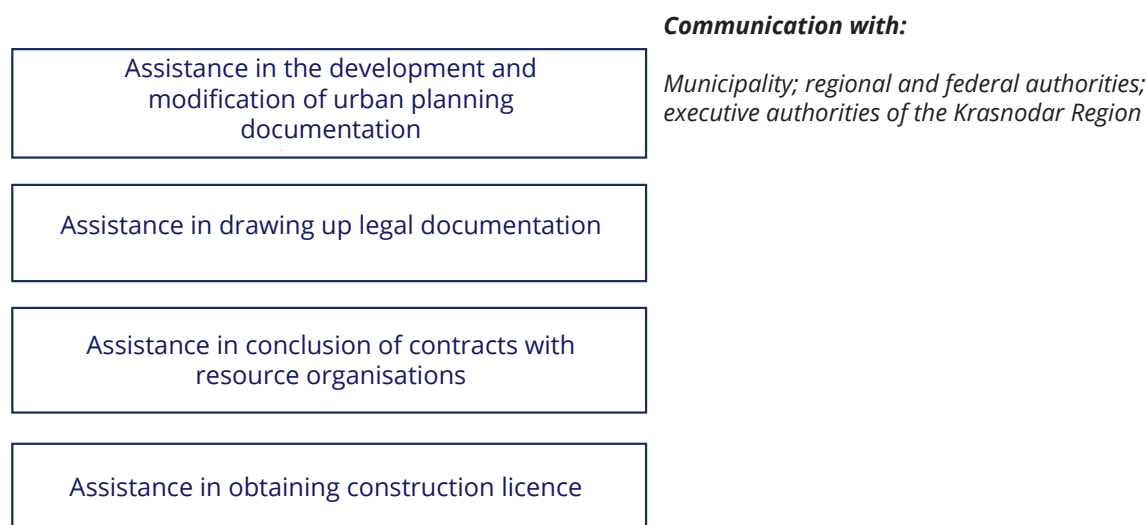 Communication with:
Municipality; regional and federal authorities;
executive authorities of the Krasnodar Region
Assistance in the development and
modification of urban planning
documentation
Assistance in drawing up legal documentation
Assistance in conclusion of contracts with
resource organisations
Assistance in obtaining construction licence